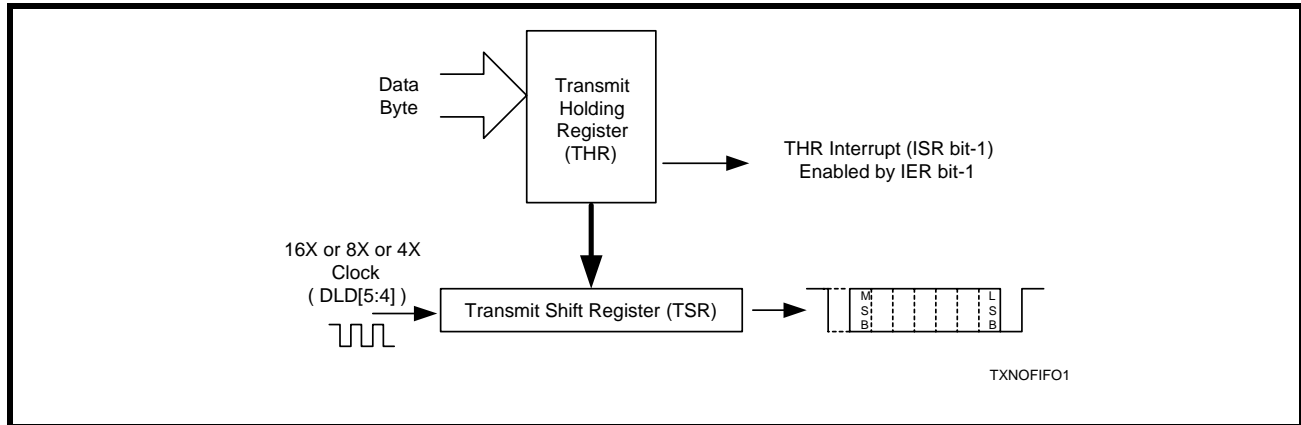 Data
Byte
Transmit
Holding
Register
(THR)
THR Interrupt (ISR bit-1)
Enabled by IER bit-1
16X or 8X or 4X
Clock
( DLD[5:4] )
Transmit Shift Register (TSR)
M
S
B
L
S
B
TXNOFIFO1